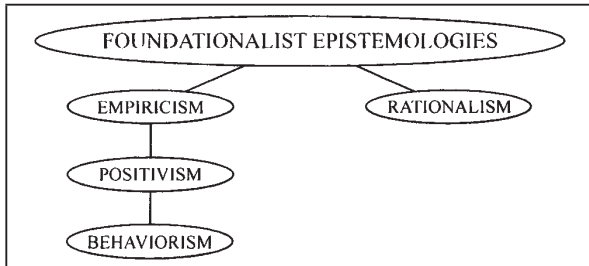 FOUNDATIONALIST EPISTEMOLOGIES
EMPIRICISM
RATIONALISM
POSITIVISM
BEHAVIORISM